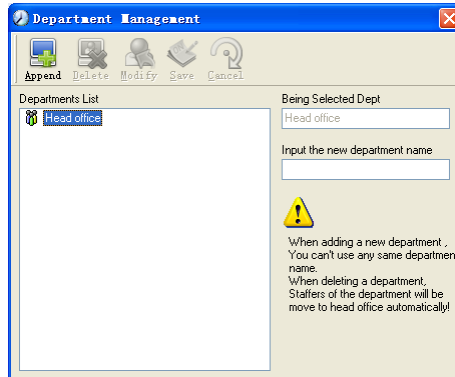 Department Management
Append Delete Modify Save Cancel
Departments List
Head office
Being Selected Dept
Head office
Input the new department name
When adding a new department ,
You can't use any same departmen
name.
When deleting a department,
Staffers of the department will be
move to head office automatically!